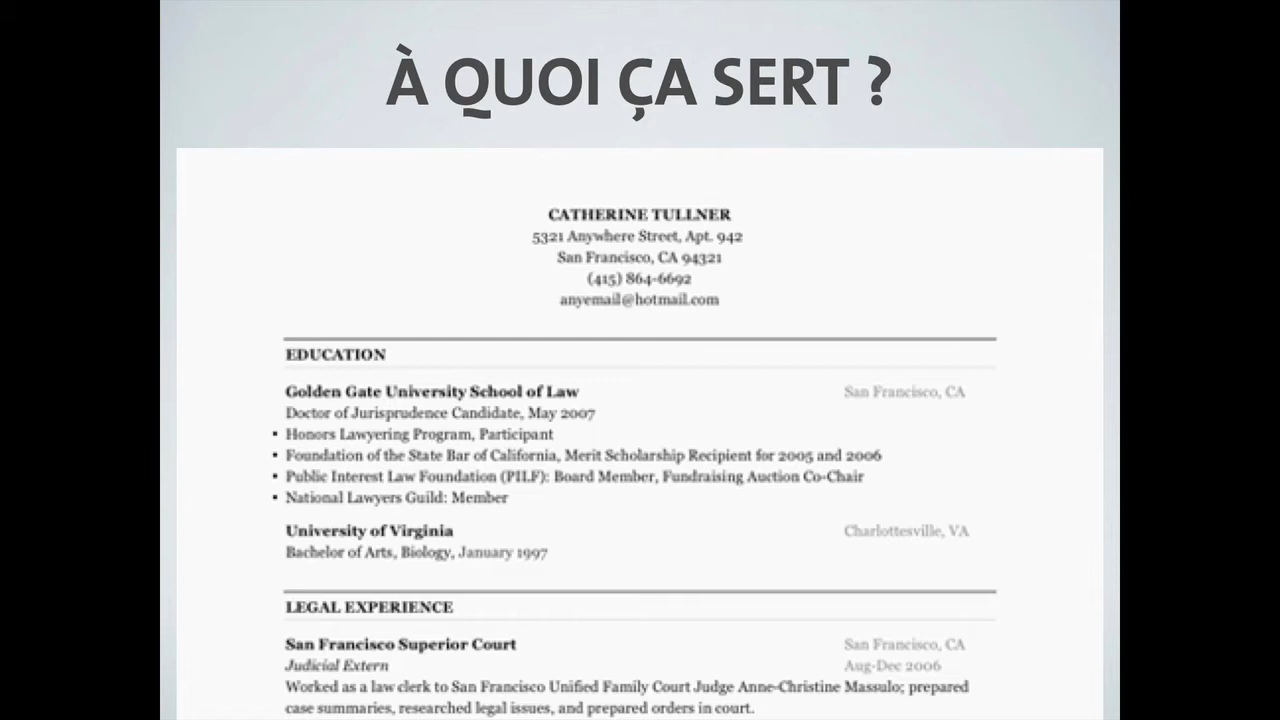 À QUOI ÇA SERT ?
CATHERINE TULLNER
5321 Anywhere Street, Apt. 942
San Francisco, CA 94321
(415) 864-6692
anyemail@hotmail.com
EDUCATION
Golden Gate University School of Law San Francisco, CA
Doctor of Jurisprudence Candidate, May 2007
▪ Honors Lawyering Program, Participant
▪ Foundation of the State Bar of California, Merit Scholarship Recipient for 2005 and 2006
▪ Public Interest Law Foundation (PILF): Board Member, Fundraising Auction Co-Chair
▪ National Lawyers Guild: Member
University of Virginia Charlottesville, VA
Bachelor of Arts, Biology, January 1997
LEGAL EXPERIENCE
San Francisco Superior Court San Francisco, CA
Judicial Extern Aug-Dec 2006
Worked as a law clerk to San Francisco Unified Family Court Judge Anne-Christine Massulo; prepared
case summaries, researched legal issues, and prepared orders in court.